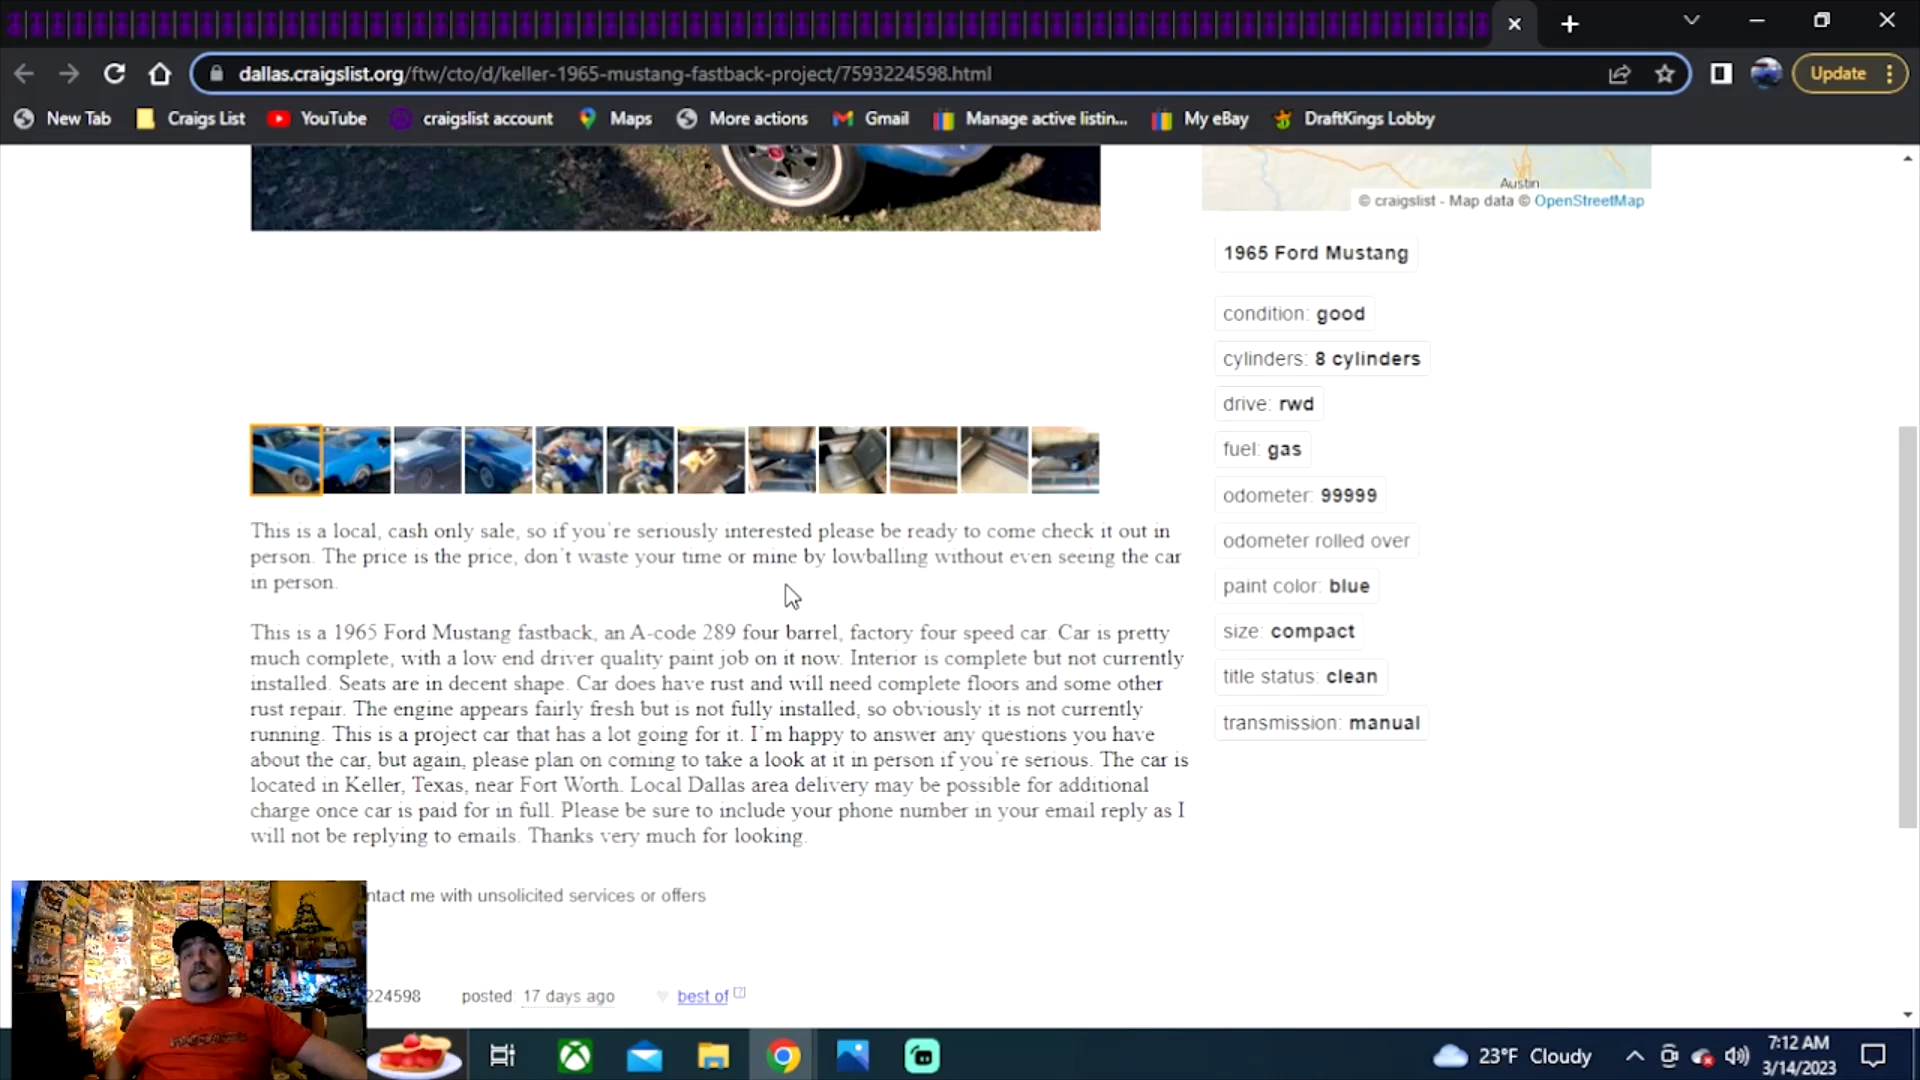 dallas.craigslist.org/ftw/cto/d/keller-1965-mustang-fastback-project/7593224598.html
Update
New Tab
Craigs List
YouTube
craigslist account
Maps
More actions
Gmail
Manage active listin...
My eBay
DraftKings Lobby
Austin
© craigslist - Map data © OpenStreetMap
1965 Ford Mustang
condition: good
cylinders: 8 cylinders
drive: rwd
fuel: gas
odometer: 99999
odometer rolled over
paint color: blue
size: compact
title status: clean
transmission: manual
This is a local, cash only sale, so if you're seriously interested please be ready to come check it out in
person. The price is the price, don't waste your time or mine by lowballing without even seeing the car
in person.
This is a 1965 Ford Mustang fastback, an A-code 289 four barrel, factory four speed car. Car is pretty
much complete, with a low end driver quality paint job on it now. Interior is complete but not currently
installed. Seats are in decent shape. Car does have rust and will need complete floors and some other
rust repair. The engine appears fairly fresh but is not fully installed, so obviously it is not currently
running. This is a project car that has a lot going for it. I'm happy to answer any questions you have
about the car, but again, please plan on coming to take a look at it in person if you're serious. The car is
located in Keller, Texas, near Fort Worth. Local Dallas area delivery may be possible for additional
charge once car is paid for in full. Please be sure to include your phone number in your email reply as I
will not be replying to emails. Thanks very much for looking.
ntact me with unsolicited services or offers
224598 posted: 17 days ago best of [?]
23°F Cloudy
7:12 AM
3/14/2023